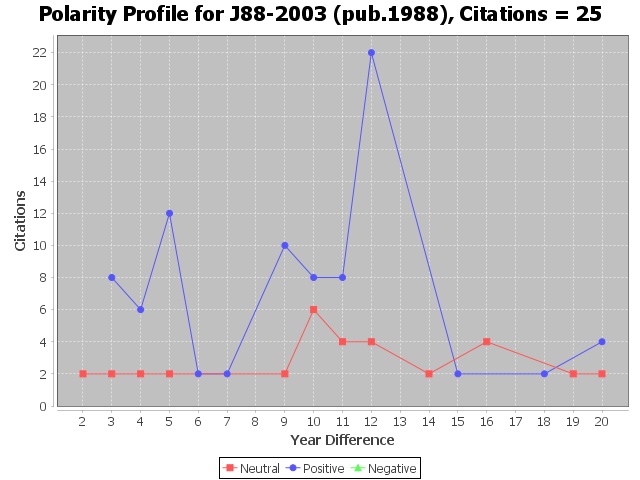 Polarity Profile for J88-2003 (pub.1988), Citations = 25
Citations
22
20
18
16
14
12
10
8
6
4
2
0
2 3 4 5 6 7 8 9 10 11 12 13 14 15 16 17 18 19 20
Year Difference
Neutral Positive Negative